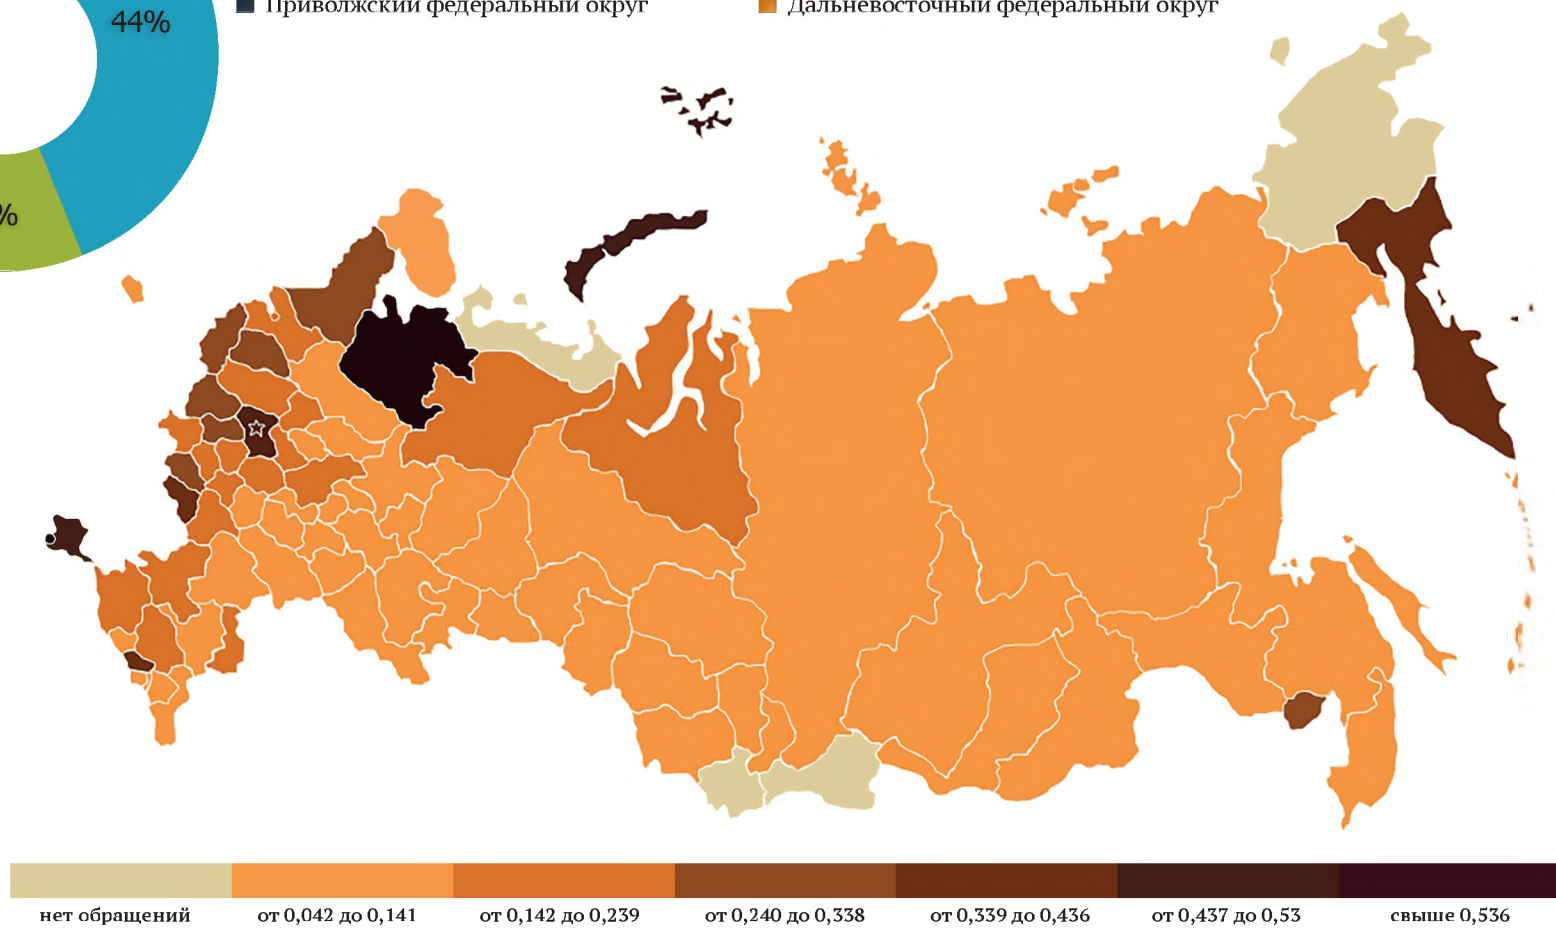 44%
%
Приволжский федеральный округ
Дальневосточный федеральный округ
нет обращений
от 0,042 до 0,141
от 0,142 до 0,239
от 0,240 до 0,338
от 0,339 до 0,436
от 0,437 до 0,53
свыше 0,536